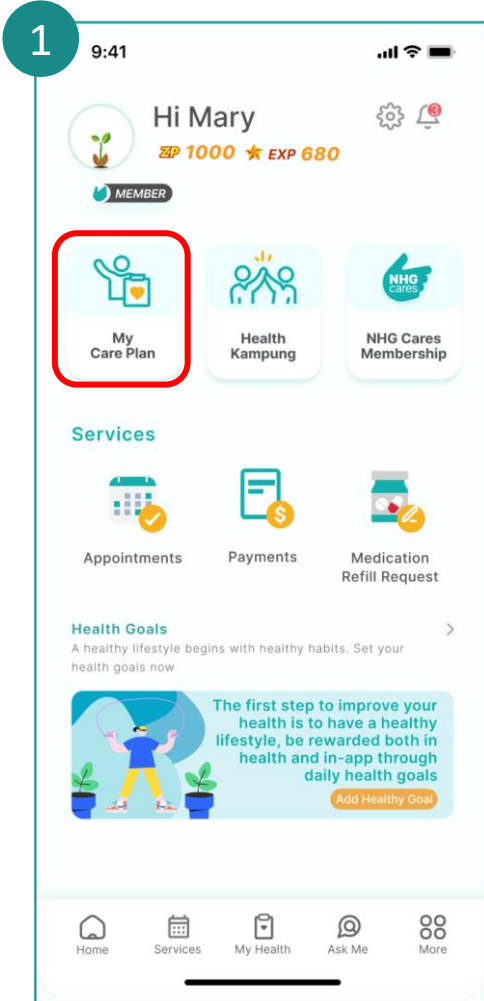 1
9:41
Hi Mary
3
ZP 1000 EXP 680
MEMBER
NHG
cares
My
Care Plan
Health
Kampung
NHG Cares
Membership
Services
Appointments
Payments
Medication
Refill Request
Health Goals
A healthy lifestyle begins with healthy habits. Set your
health goals now
The first step to improve your
health is to have a healthy
lifestyle, be rewarded both in
health and in-app through
daily health goals
Add Healthy Goal
Home
Services
My Health
Ask Me
More